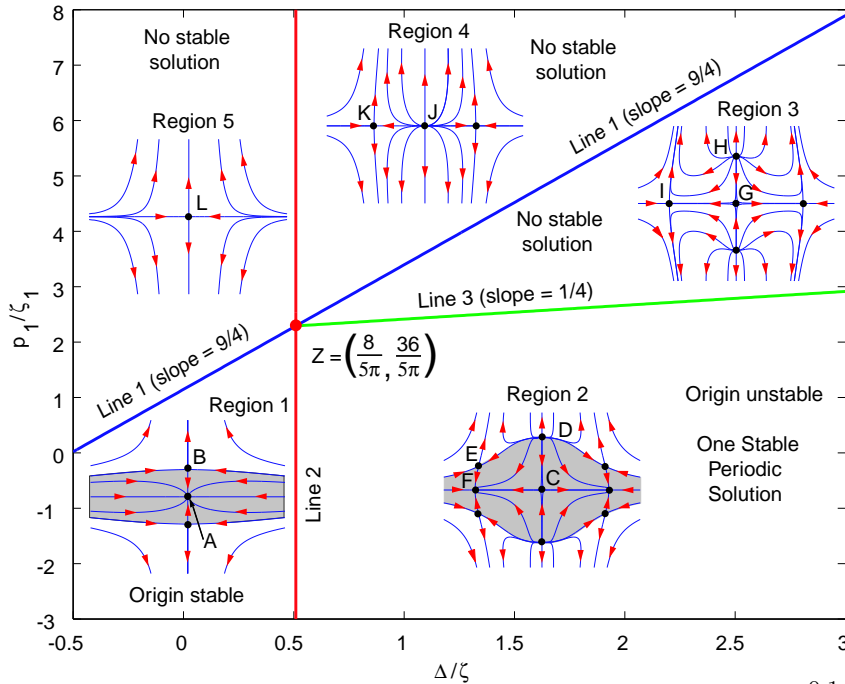 8
7
6
5
4
3
2
1
0
-1
-2
-3
-0.5
0
0.5
1
1.5
2
2.5
3
p₁/ζ₁
Δ/ζ
No stable
solution
Region 5
L
Region 4
K
J
No stable
solution
Line 1 (slope = 9/4)
Region 3
H
I
G
No stable
solution
Line 3 (slope = 1/4)
Z = (8/5π, 36/5π)
Line 1 (slope = 9/4)
Region 1
B
A
Origin stable
Line 2
Region 2
D
E
F
C
Origin unstable
One Stable
Periodic
Solution